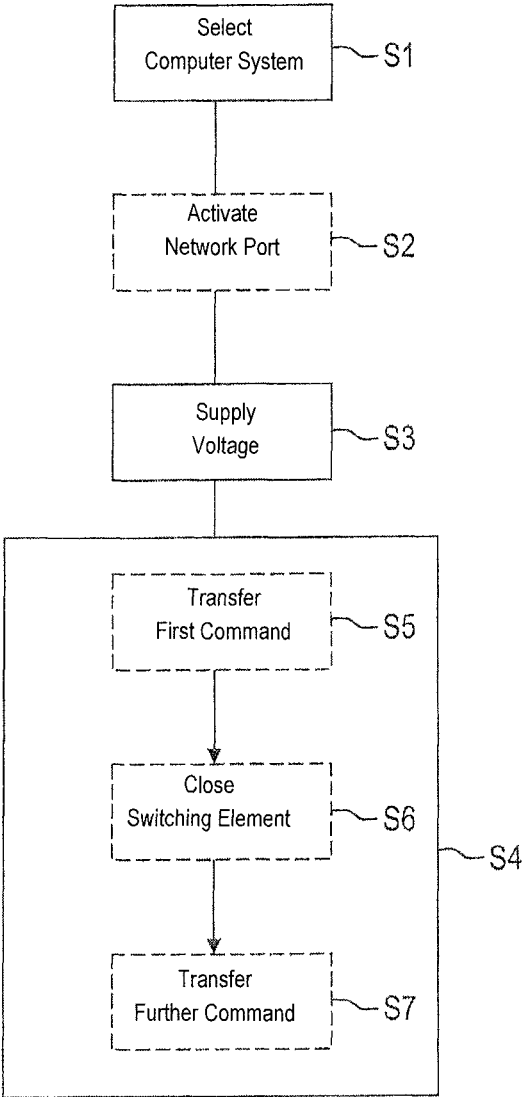 Select
Computer System
S1
Activate
Network Port
S2
Supply
Voltage
S3
Transfer
First Command
S5
Close
Switching Element
S6
S4
Transfer
Further Command
S7